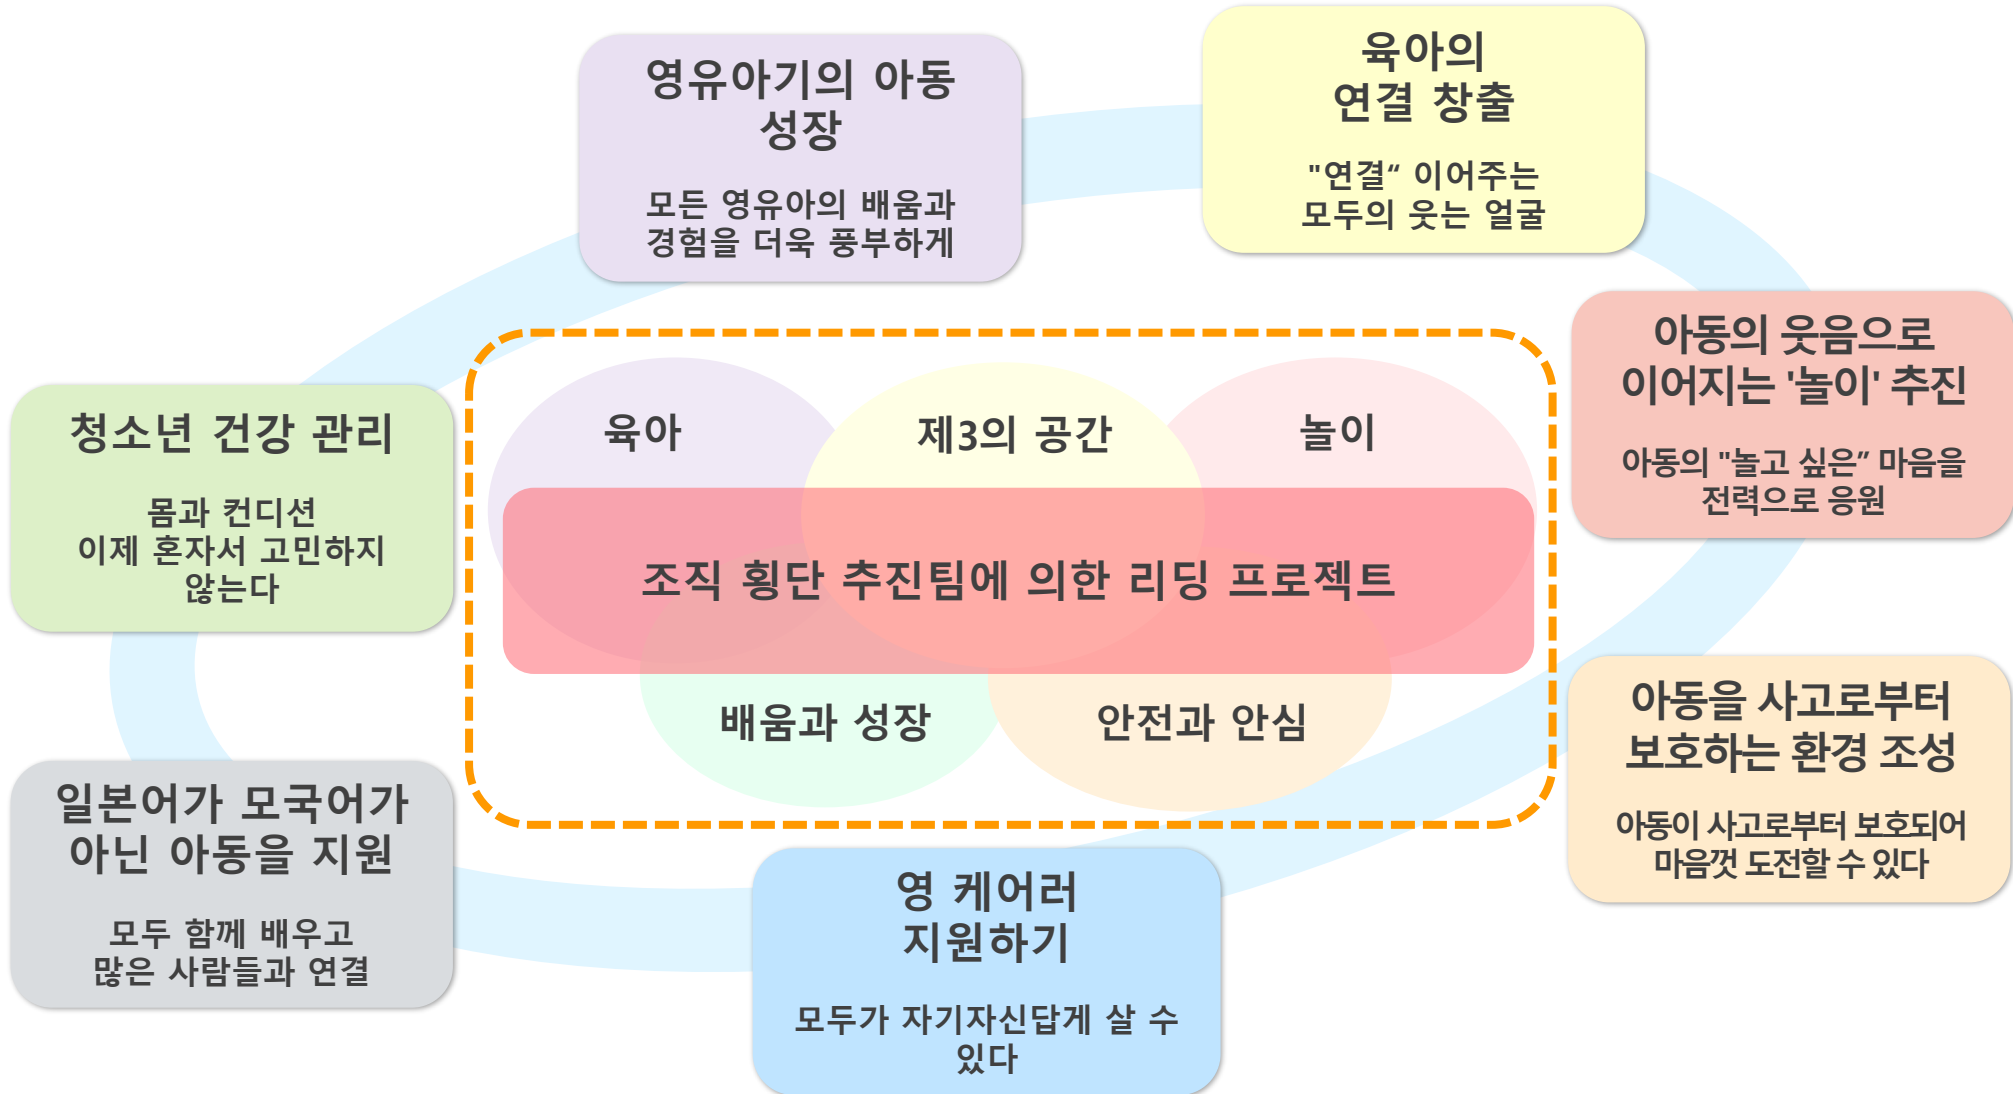 영유아기의 아동
성장
모든 영유아의 배움과
경험을 더욱 풍부하게
육아의
연결 창출
"연결“ 이어주는
모두의 웃는 얼굴
아동의 웃음으로
이어지는 '놀이' 추진
아동의 "놀고 싶은” 마음을
전력으로 응원
청소년 건강 관리
몸과 컨디션
이제 혼자서 고민하지
않는다
육아
제3의 공간
놀이
조직 횡단 추진팀에 의한 리딩 프로젝트
배움과 성장
안전과 안심
아동을 사고로부터
보호하는 환경 조성
아동이 사고로부터 보호되어
마음껏 도전할 수 있다
일본어가 모국어가
아닌 아동을 지원
모두 함께 배우고
많은 사람들과 연결
영 케어러
지원하기
모두가 자기자신답게 살 수
있다